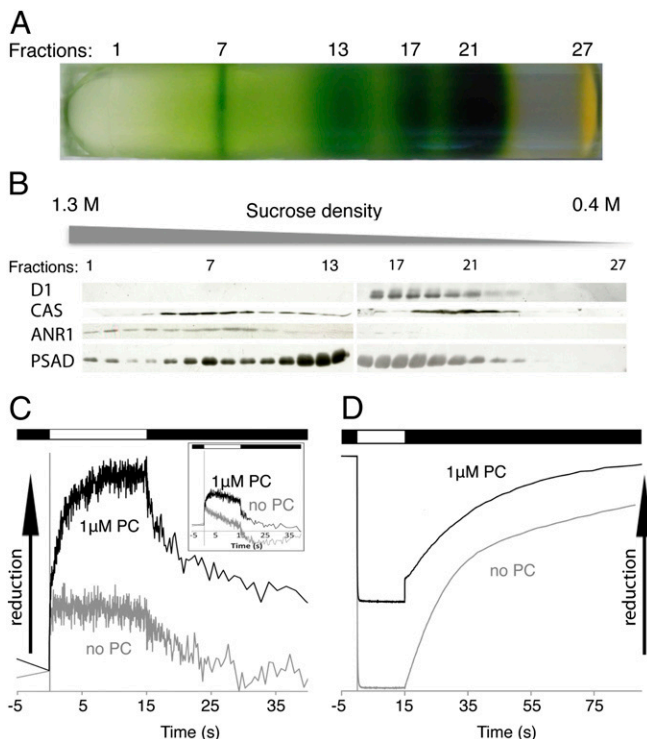 A
Fractions: 1 7 13 17 21 27
B
1.3 M Sucrose density 0.4 M
Fractions: 1 7 13 17 21 27
D1
CAS
ANR1
PSAD
C
reduction
1µM PC
no PC
-5 5 15 25 35
Time (s)
1µM PC
no PC
-5 5 15 25 35
Time (s)
D
1µM PC
no PC
reduction
-5 15 35 55 75
Time (s)